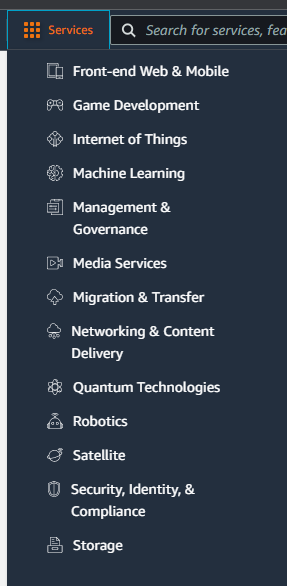 Services
Search for services, fea
Front-end Web & Mobile
Game Development
Internet of Things
Machine Learning
Management &
Governance
Media Services
Migration & Transfer
Networking & Content
Delivery
Quantum Technologies
Robotics
Satellite
Security, Identity, &
Compliance
Storage